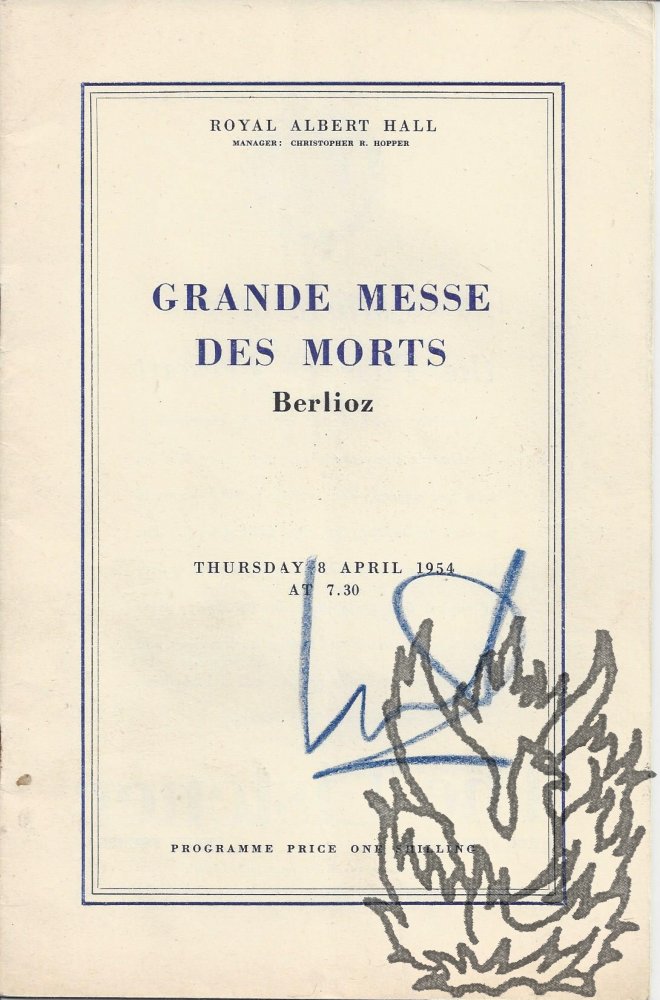 ROYAL ALBERT HALL
MANAGER: CHRISTOPHER R. HOPPER
GRANDE MESSE
DES MORTS
Berlioz
THURSDAY 8 APRIL 1954
AT 7.30
PROGRAMME PRICE ONE SHILLING